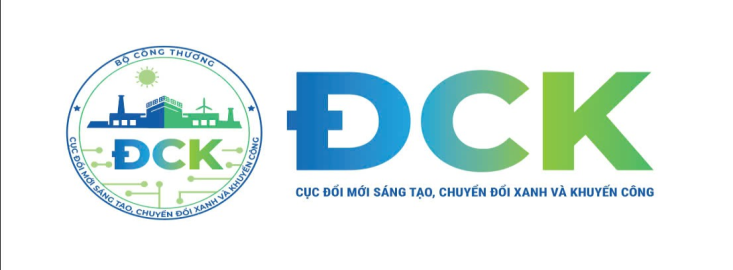 BỘ CÔNG THƯƠNG
ĐCK
CỤC ĐỔI MỚI SÁNG TẠO, CHUYỂN ĐỔI XANH VÀ KHUYẾN CÔNG
ĐCK
CỤC ĐỔI MỚI SÁNG TẠO, CHUYỂN ĐỔI XANH VÀ KHUYẾN CÔNG